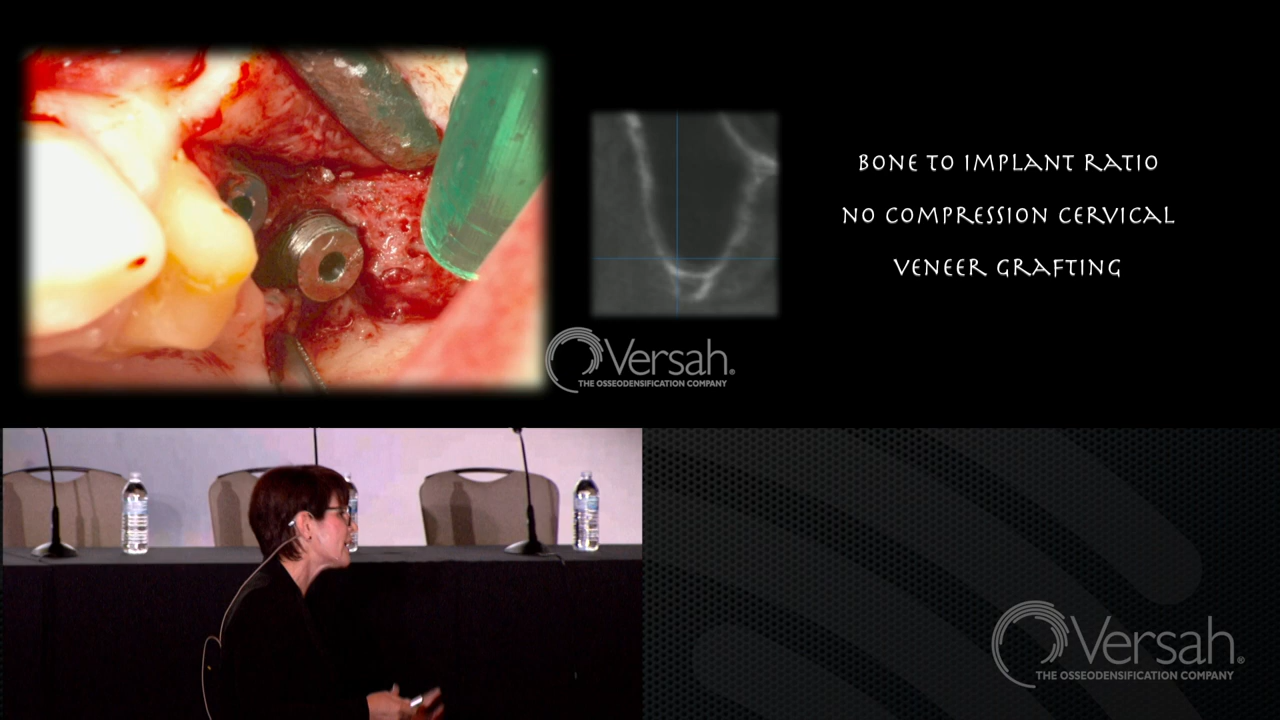 BONE TO IMPLANT RATIO
NO COMPRESSION CERVICAL
VENEER GRAFTING
Versah®
THE OSSEODENSIFICATION COMPANY
Versah®
THE OSSEODENSIFICATION COMPANY